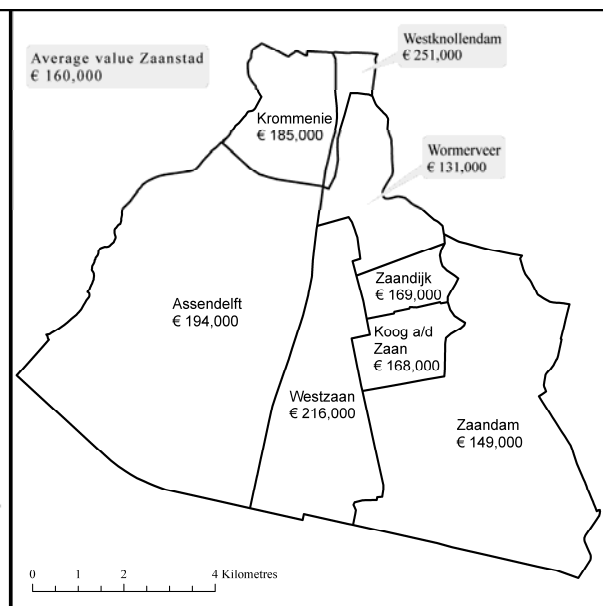 Average value Zaanstad
€ 160,000
Westknollendam
€ 251,000
Krommenie
€ 185,000
Wormerveer
€ 131,000
Zaandijk
€ 169,000
Assendelft
€ 194,000
Koog a/d
Zaan
€ 168,000
Westzaan
€ 216,000
Zaandam
€ 149,000
0 1 2 4 Kilometres